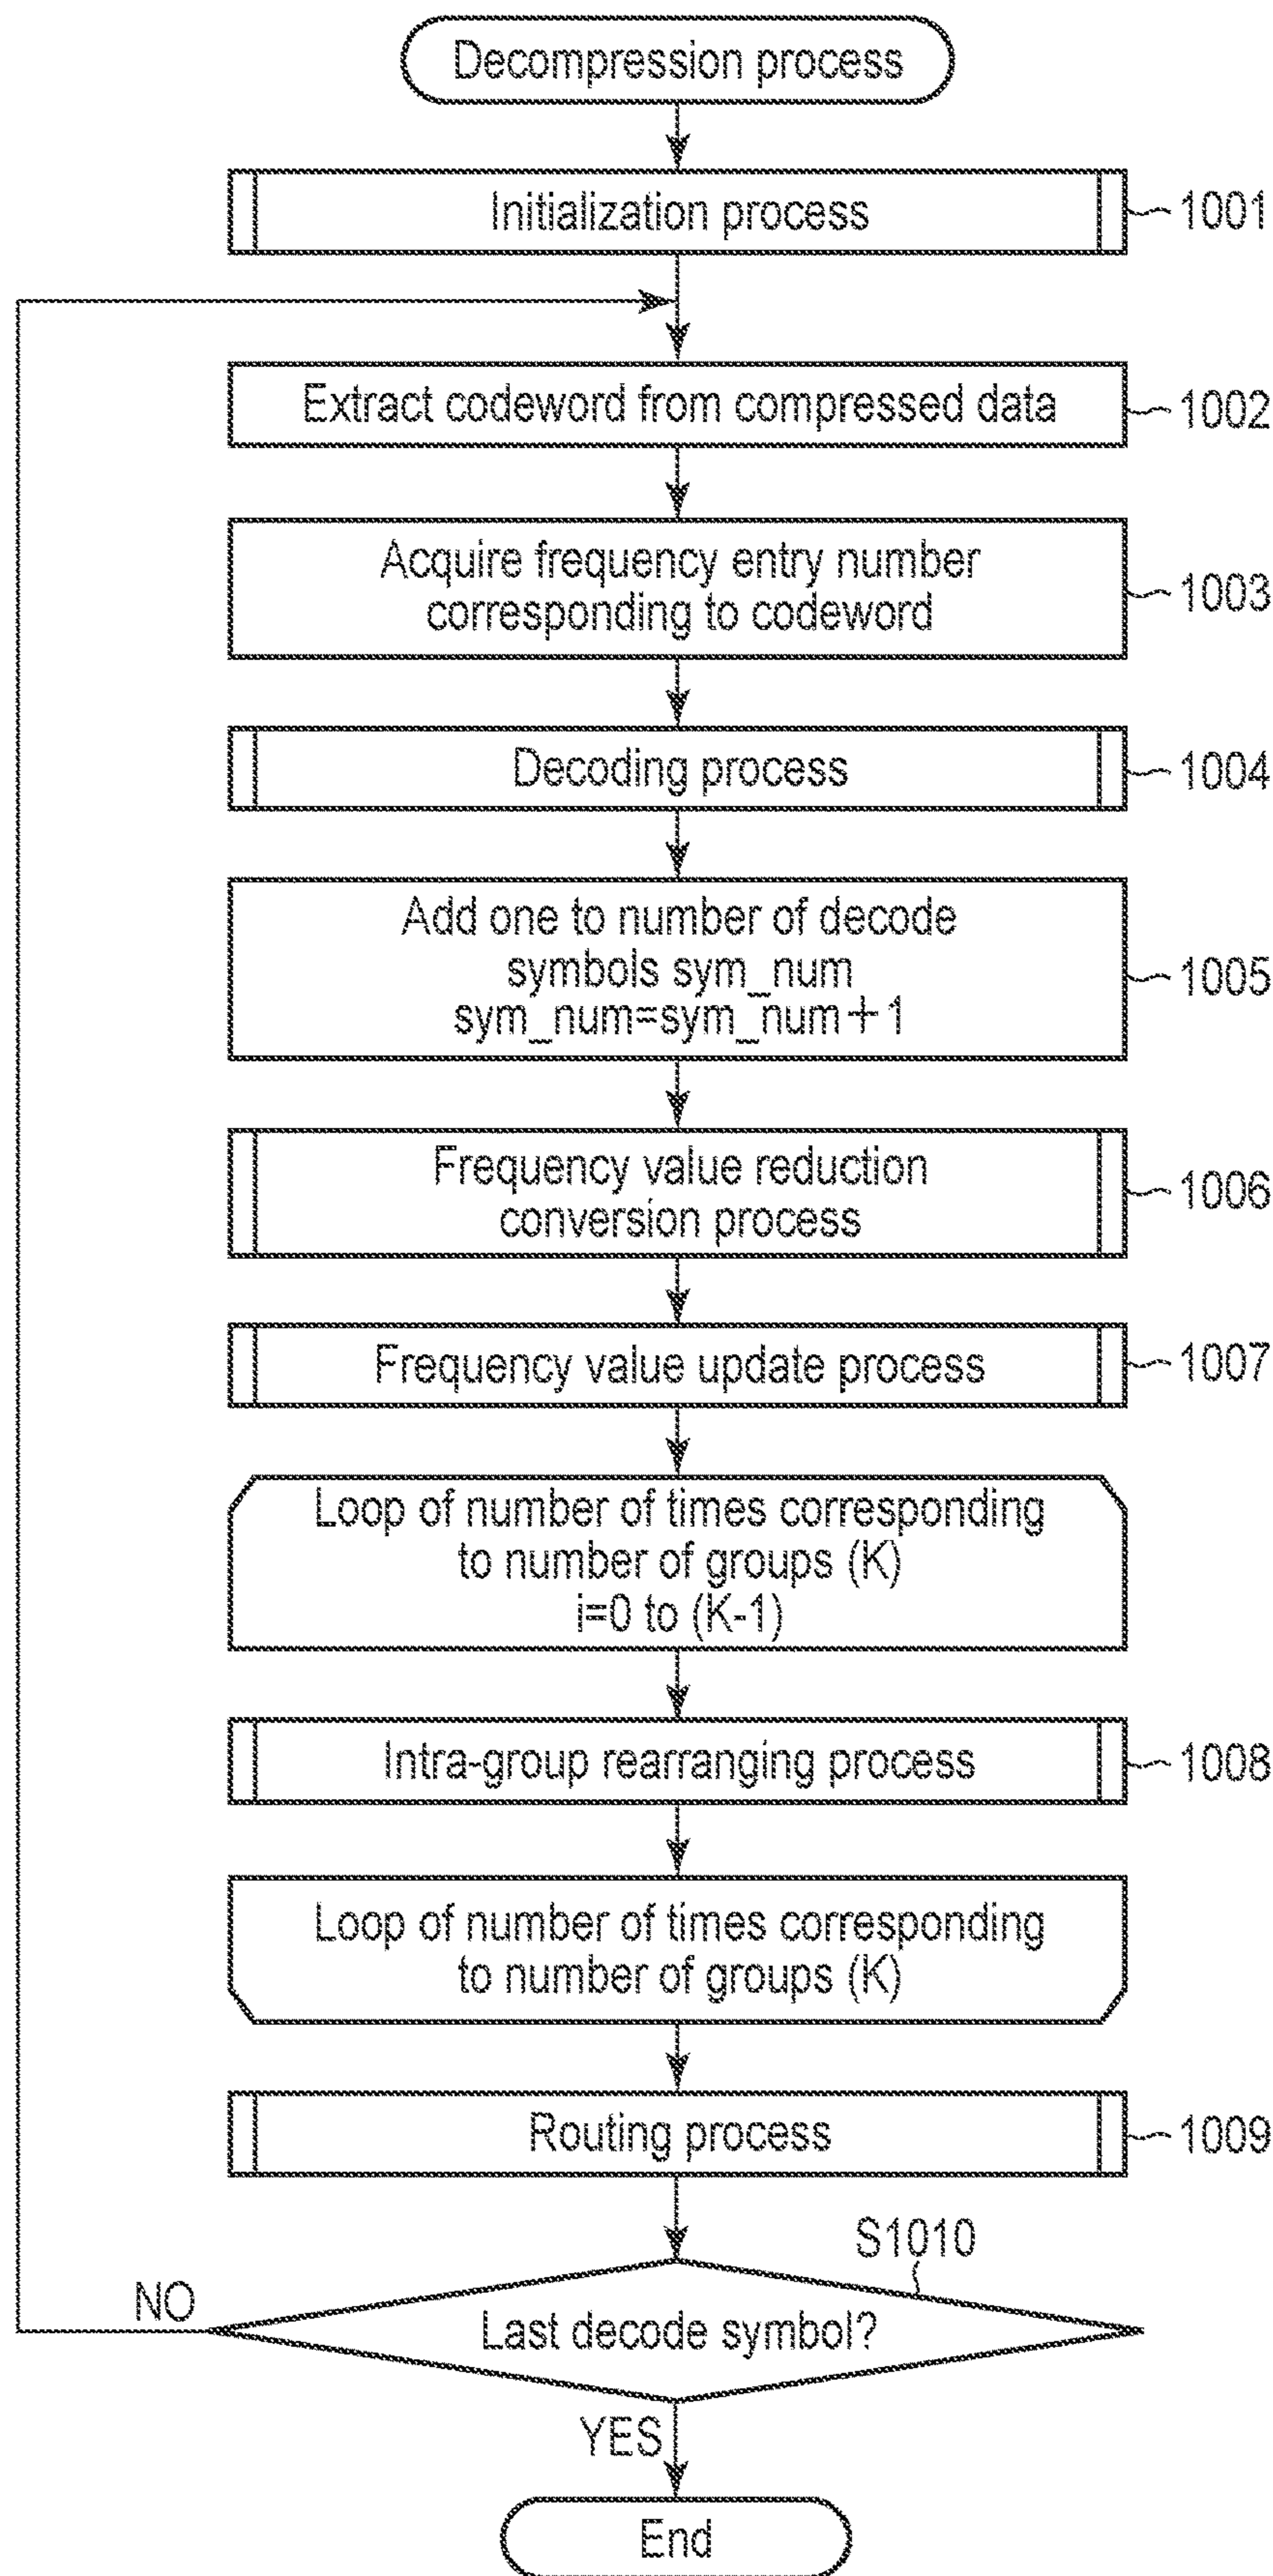 Decompression process
Initialization process
1001
Extract codeword from compressed data
1002
Acquire frequency entry number
corresponding to codeword
1003
Decoding process
1004
Add one to number of decode
symbols sym_num
sym_num=sym_num+1
1005
Frequency value reduction
conversion process
1006
Frequency value update process
1007
Loop of number of times corresponding
to number of groups (K)
i=0 to (K-1)
Intra-group rearranging process
1008
Loop of number of times corresponding
to number of groups (K)
Routing process
1009
S1010
NO
Last decode symbol?
YES
End